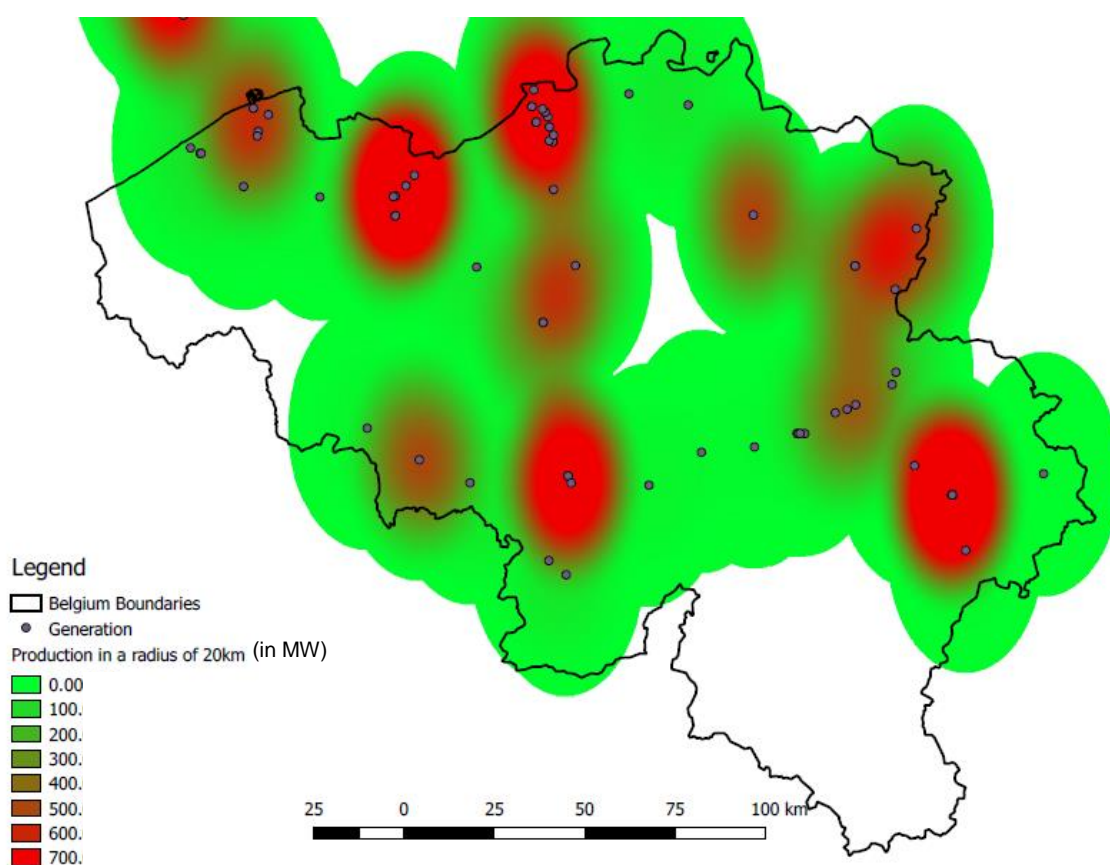 Legend
Belgium Boundaries
Generation
Production in a radius of 20km (in MW)
0.00
100.
200.
300.
400.
500.
600.
700.
25 0 25 50 75 100 km